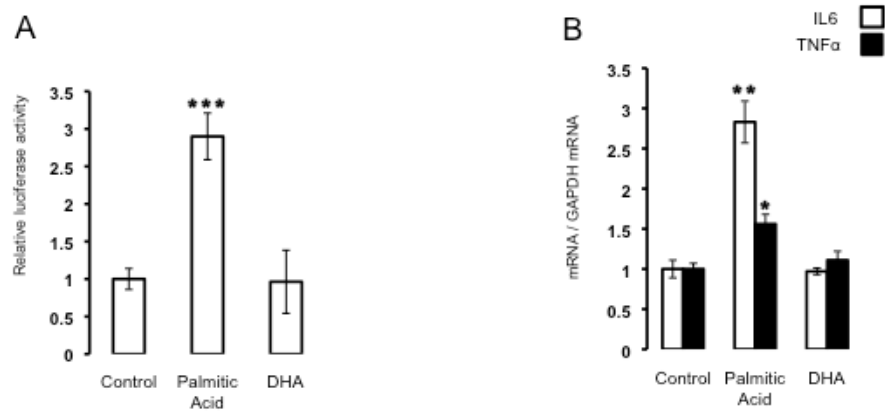 A
Relative luciferase activity
3.5
3
2.5
2
1.5
1
0.5
0
***
Control
Palmitic
Acid
DHA
B
IL6
TNFα
mRNA / GAPDH mRNA
3.5
3
2.5
2
1.5
1
0.5
0
**
*
Control
Palmitic
Acid
DHA